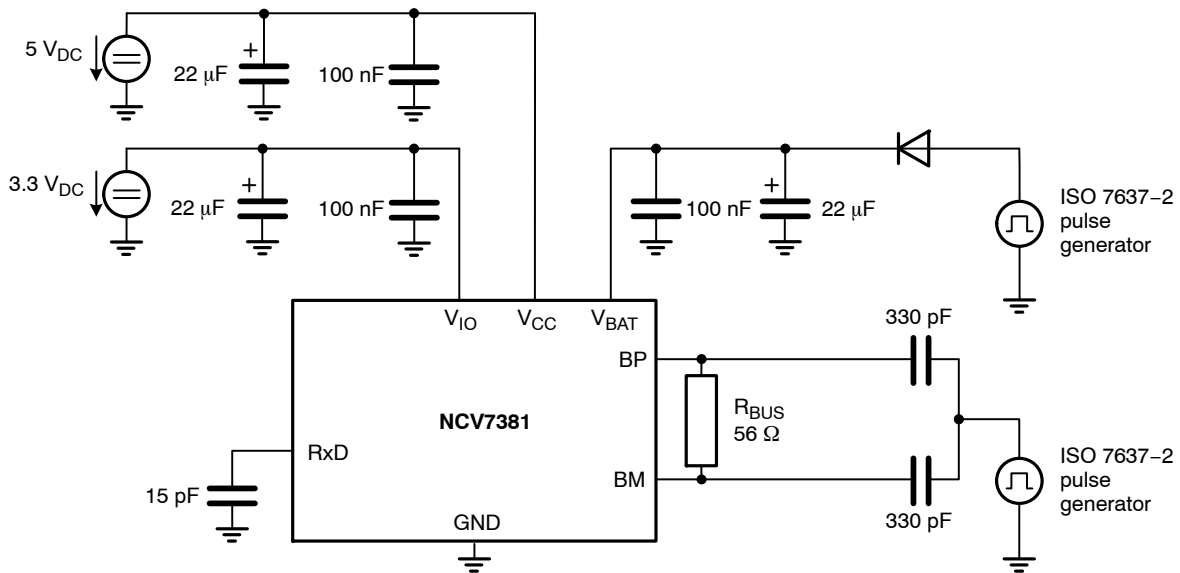 5 V_DC
+
22 μF
100 nF
3.3 V_DC
+
22 μF
100 nF
100 nF
+
22 μF
ISO 7637−2
pulse
generator
V_IO
V_CC
V_BAT
330 pF
BP
NCV7381
R_BUS
56 Ω
RxD
BM
15 pF
GND
330 pF
ISO 7637−2
pulse
generator